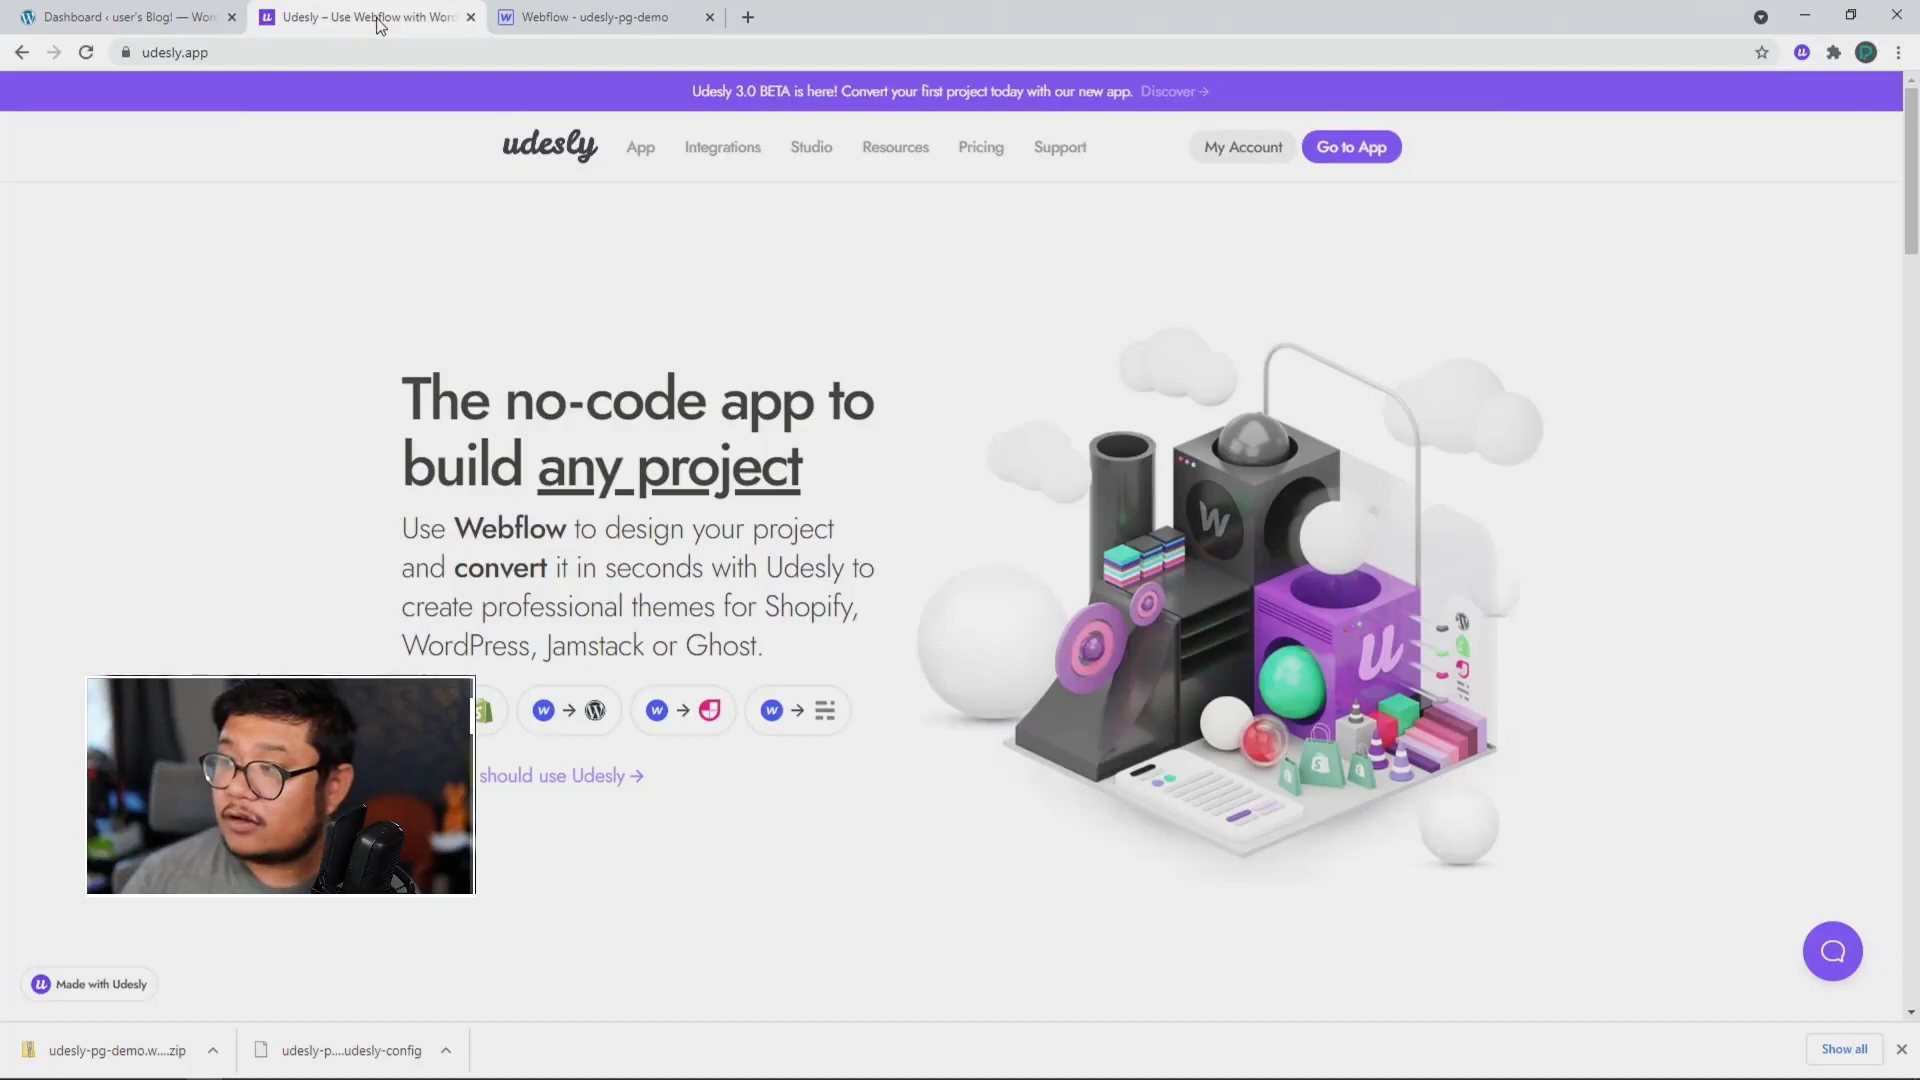 Dashboard ‹ user's Blog! — Wor
Udesly – Use Webflow with Word
Webflow - udesly-pg-demo
udesly.app
Udesly 3.0 BETA is here! Convert your first project today with our new app. Discover →
udesly
App
Integrations
Studio
Resources
Pricing
Support
My Account
Go to App
The no-code app to
build any project
Use Webflow to design your project
and convert it in seconds with Udesly to
create professional themes for Shopify,
WordPress, Jamstack or Ghost.
should use Udesly →
Made with Udesly
udesly-pg-demo.w....zip
udesly-p....udesly-config
Show all